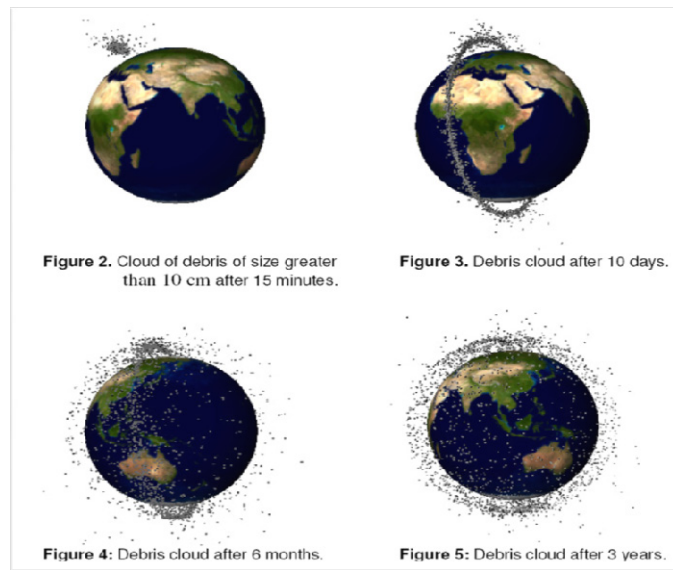 Figure 2. Cloud of debris of size greater
than 10 cm after 15 minutes.
Figure 3. Debris cloud after 10 days.
Figure 4: Debris cloud after 6 months.
Figure 5: Debris cloud after 3 years.